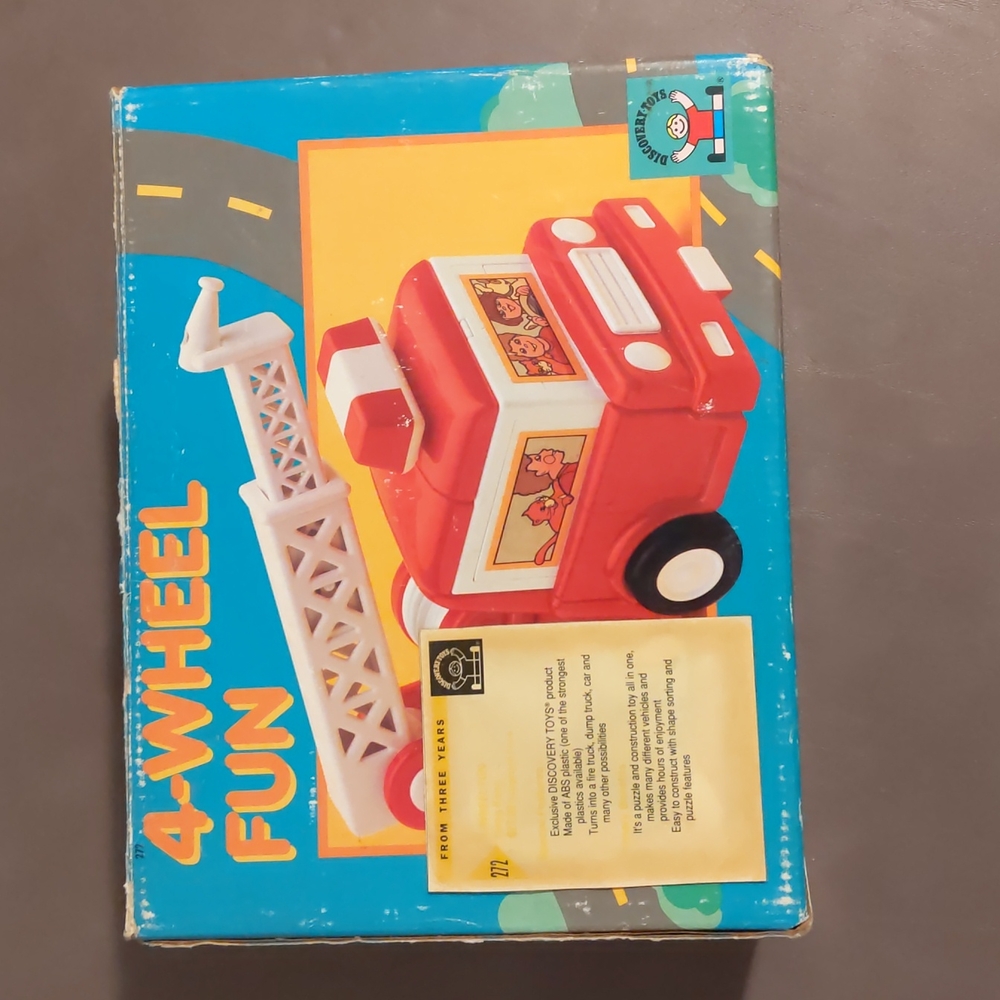 4-WHEEL
FUN
277
DISCOVERY TOYS®
DISCOVERY TOYS
FROM THREE YEARS
272
Exclusive DISCOVERY TOYS® product
Made of ABS plastic (one of the strongest
plastics available)
Turns into a fire truck, dump truck, car and
many other possibilities
It's a puzzle and construction toy all in one,
makes many different vehicles and
provides hours of enjoyment
Easy to construct with shape sorting and
puzzle features